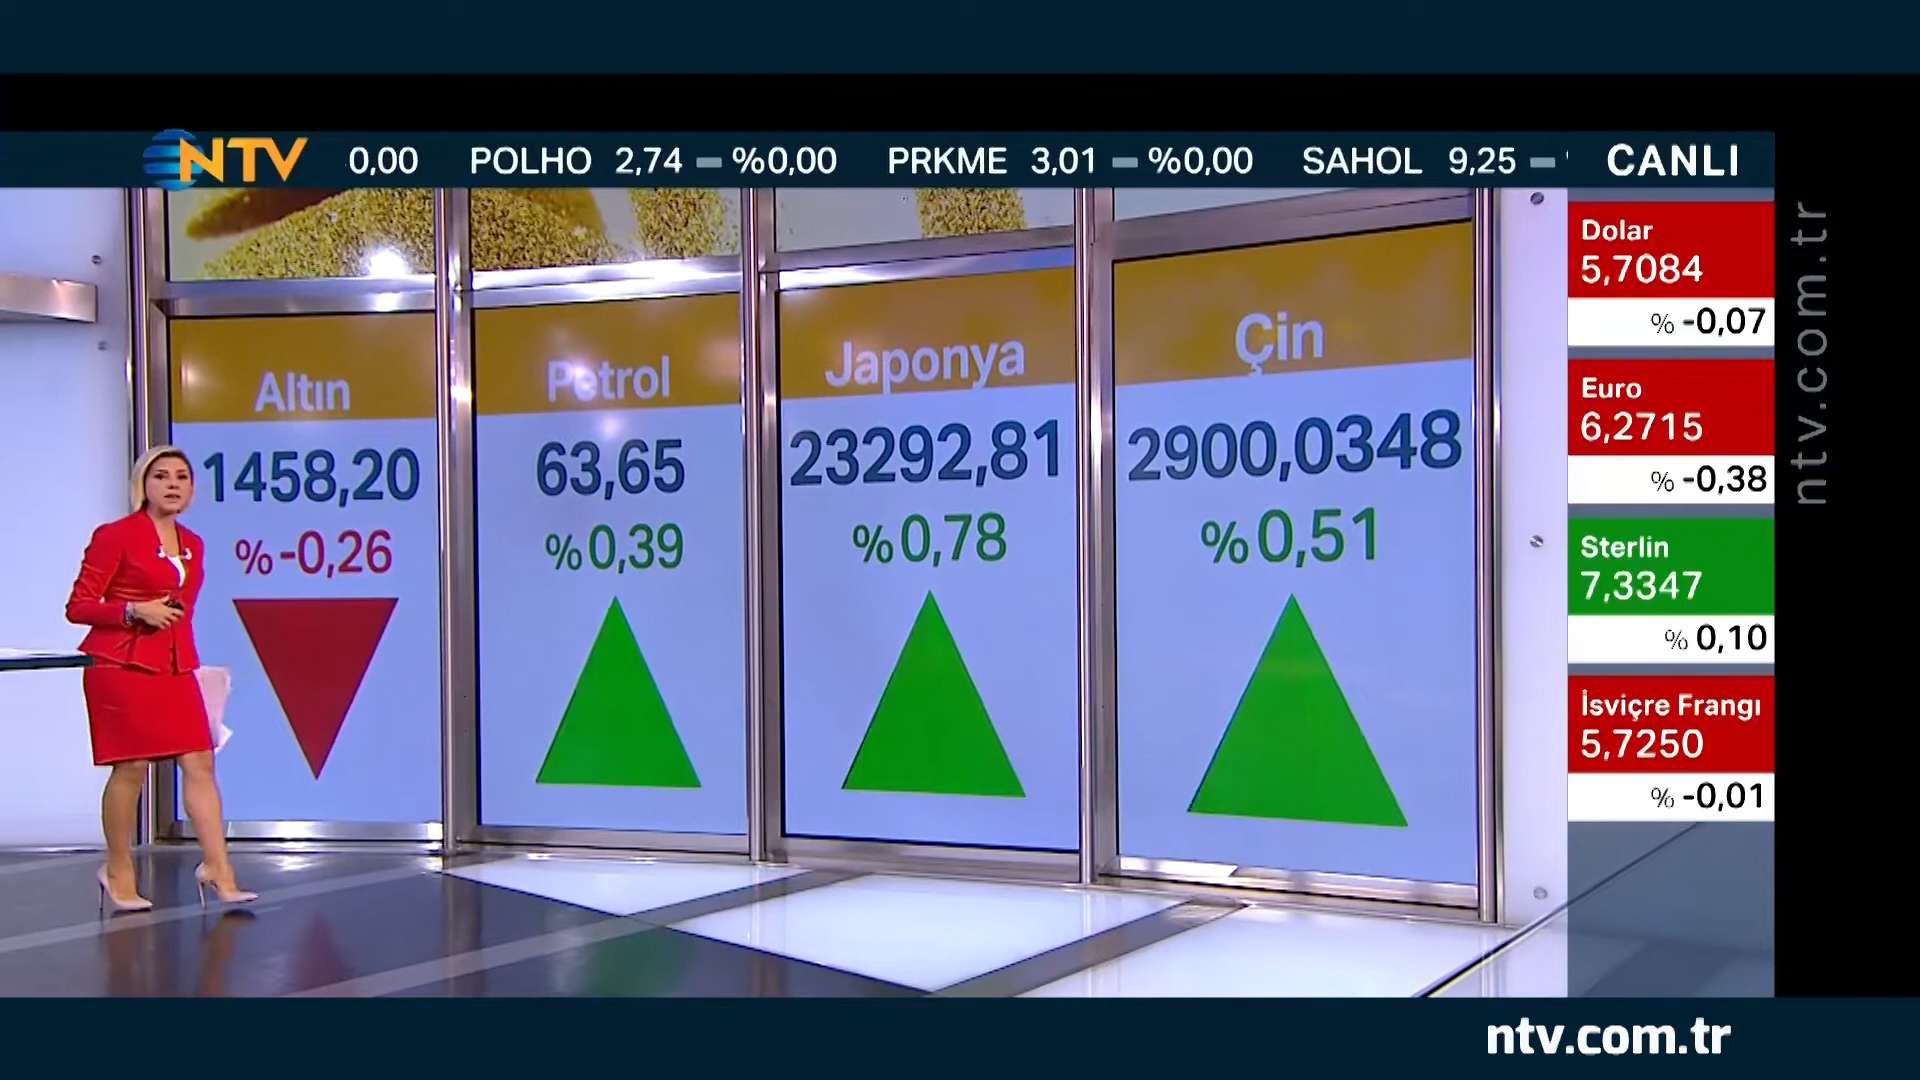 NTV 0,00 POLHO 2,74 %0,00 PRKME 3,01 %0,00 SAHOL 9,25 CANLI
Altın
1458,20
%-0,26
Petrol
63,65
%0,39
Japonya
23292,81
%0,78
Çin
2900,0348
%0,51
Dolar
5,7084
% -0,07
Euro
6,2715
% -0,38
Sterlin
7,3347
% 0,10
İsviçre Frangı
5,7250
% -0,01
ntv.com.tr
ntv.com.tr